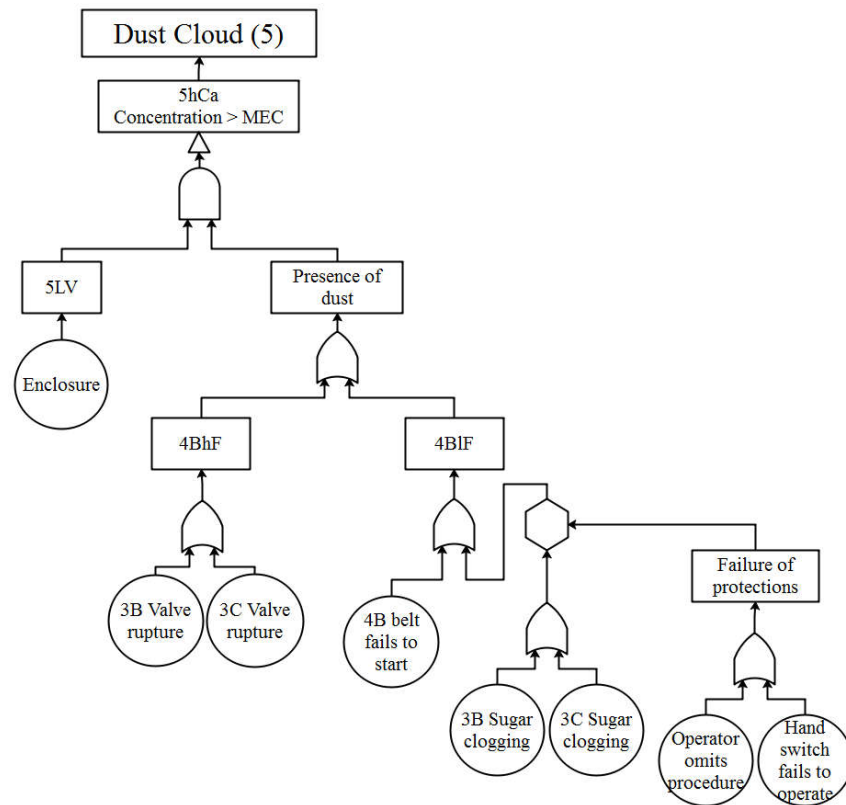 Dust Cloud (5)
5hCa
Concentration > MEC
5LV
Presence of
dust
Enclosure
4BhF
4BlF
Failure of
protections
3B Valve
rupture
3C Valve
rupture
4B belt
fails to
start
3B Sugar
clogging
3C Sugar
clogging
Operator
omits
procedure
Hand
switch
fails to
operate